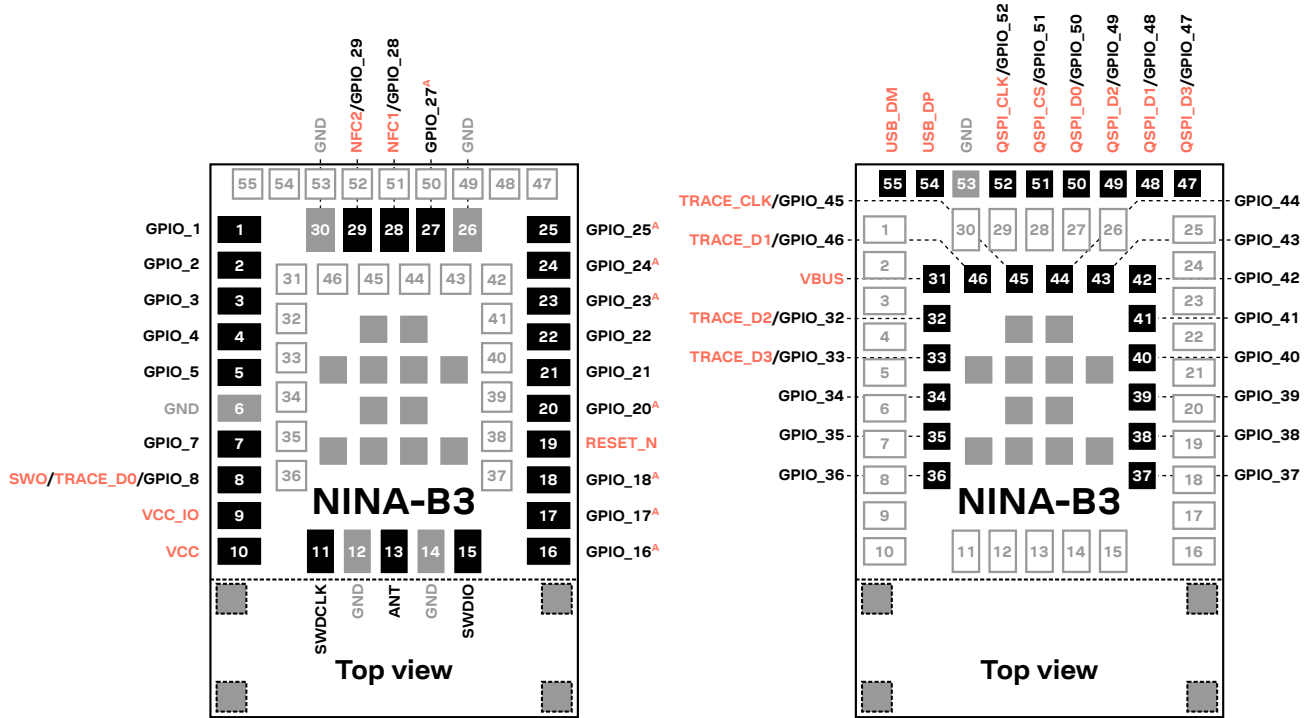 GND
NFC2/GPIO_29
NFC1/GPIO_28
GPIO_27ᴬ
GND
55 54 53 52 51 50 49 48 47
GPIO_1 1 30 29 28 27 26 25 GPIO_25ᴬ
GPIO_2 2 24 GPIO_24ᴬ
31 46 45 44 43 42
GPIO_3 3 23 GPIO_23ᴬ
32 41
GPIO_4 4 22 GPIO_22
33 40
GPIO_5 5 21 GPIO_21
34 39
GND 6 20 GPIO_20ᴬ
35 38
GPIO_7 7 19 RESET_N
36 37
SWO/TRACE_D0/GPIO_8 8 18 GPIO_18ᴬ
NINA-B3
VCC_IO 9 17 GPIO_17ᴬ
VCC 10 11 12 13 14 15 16 GPIO_16ᴬ
SWDCLK
GND
ANT
GND
SWDIO
Top view
USB_DM
USB_DP
GND
QSPI_CLK/GPIO_52
QSPI_CS/GPIO_51
QSPI_D0/GPIO_50
QSPI_D2/GPIO_49
QSPI_D1/GPIO_48
QSPI_D3/GPIO_47
55 54 53 52 51 50 49 48 47
TRACE_CLK/GPIO_45 GPIO_44
1 30 29 28 27 26 25
TRACE_D1/GPIO_46 GPIO_43
2 24
VBUS 31 46 45 44 43 42 GPIO_42
3 23
TRACE_D2/GPIO_32 32 41 GPIO_41
4 22
TRACE_D3/GPIO_33 33 40 GPIO_40
5 21
GPIO_34 34 39 GPIO_39
6 20
GPIO_35 35 38 GPIO_38
7 19
GPIO_36 36 37 GPIO_37
8 18
NINA-B3
9 17
10 11 12 13 14 15 16
Top view